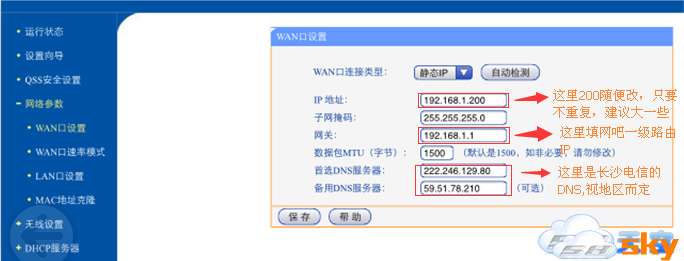 运行状态
设置向导
QSS安全设置
网络参数
WAN口设置
WAN口速率模式
LAN口设置
MAC地址克隆
无线设置
DHCP服务器
WAN口设置
WAN口连接类型: 静态IP 自动检测
IP 地址: 192.168.1.200
子网掩码: 255.255.255.0
网关: 192.168.1.1
数据包MTU(字节): 1500 (默认是1500,如非必要,请勿修改)
首选DNS服务器: 222.246.129.80
备用DNS服务器: 59.51.78.210 (可选)
保存 帮助
这里200随便改,只要
不重复,建议大一些
这里填网吧一级路由
IP
这里是长沙电信的
DNS,视地区而定
sky